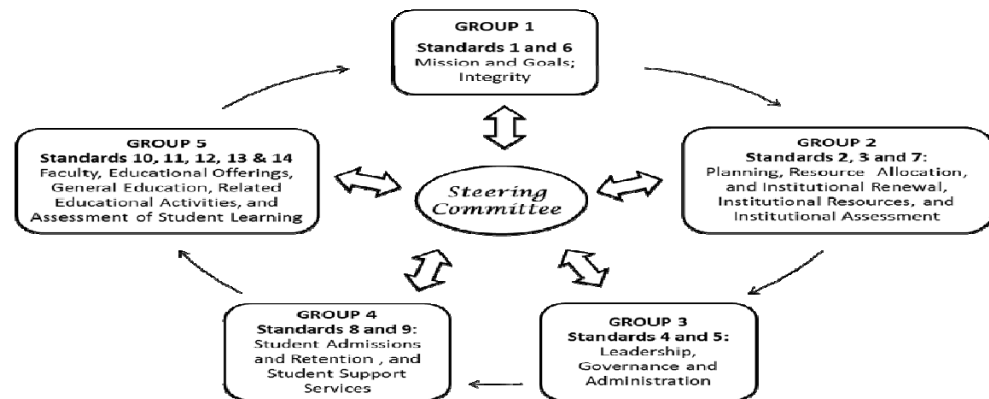 GROUP 1
Standards 1 and 6
Mission and Goals;
Integrity
GROUP 5
Standards 10, 11, 12, 13 & 14
Faculty, Educational Offerings,
General Education, Related
Educational Activities, and
Assessment of Student Learning
Steering
Committee
GROUP 2
Standards 2, 3 and 7:
Planning, Resource Allocation,
and Institutional Renewal,
Institutional Resources, and
Institutional Assessment
GROUP 4
Standards 8 and 9:
Student Admissions
and Retention , and
Student Support
Services
GROUP 3
Standards 4 and 5:
Leadership,
Governance and
Administration